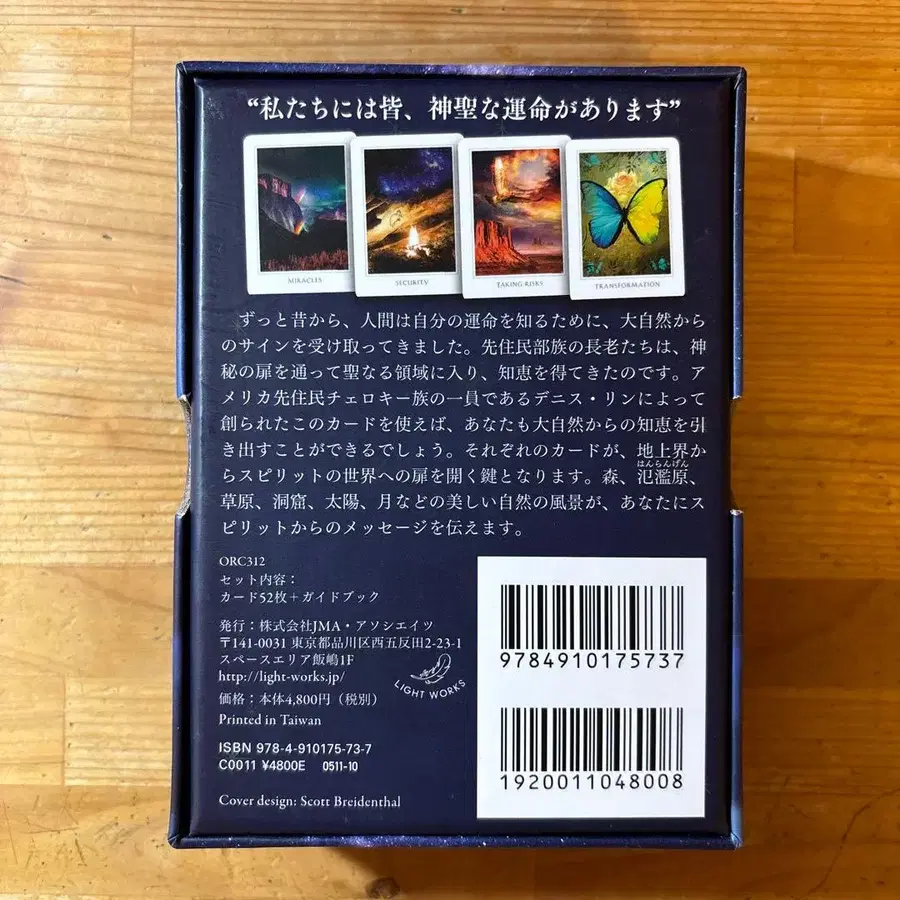 “私たちには皆、神聖な運命があります”
MIRACLES
SECURITY
TAKING RISKS
TRANSFORMATION
ずっと昔から、人間は自分の運命を知るために、大自然から
のサインを受け取ってきました。先住民部族の長老たちは、神
秘の扉を通って聖なる領域に入り、知恵を得てきたのです。ア
メリカ先住民チェロキー族の一員であるデニス・リンによって
創られたこのカードを使えば、あなたも大自然からの知恵を引
き出すことができるでしょう。それぞれのカードが、地上界か
らスピリットの世界への扉を開く鍵となります。森、氾濫原、
はんらんげん
草原、洞窟、太陽、月などの美しい自然の風景が、あなたにス
ピリットからのメッセージを伝えます。
ORC312
セット内容：
カード52枚＋ガイドブック
発行：株式会社JMA・アソシエイツ
〒141-0031 東京都品川区西五反田2-23-1
スペースエリア飯嶋1F
http://light-works.jp/
価格：本体4,800円（税別）
Printed in Taiwan
LIGHT WORKS
ISBN 978-4-910175-73-7
C0011 ¥4800E 0511-10
Cover design: Scott Breidenthal
9784910175737
1920011048008